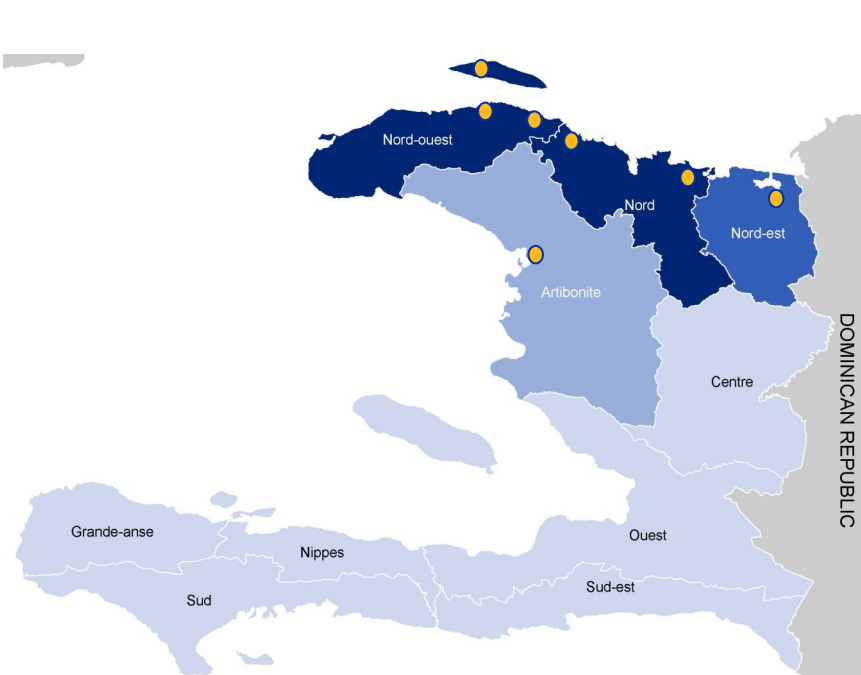 Nord-ouest
Nord
Nord-est
Artibonite
DOMINICAN REPUBLIC
Centre
Grande-anse
Ouest
Nippes
Sud-est
Sud